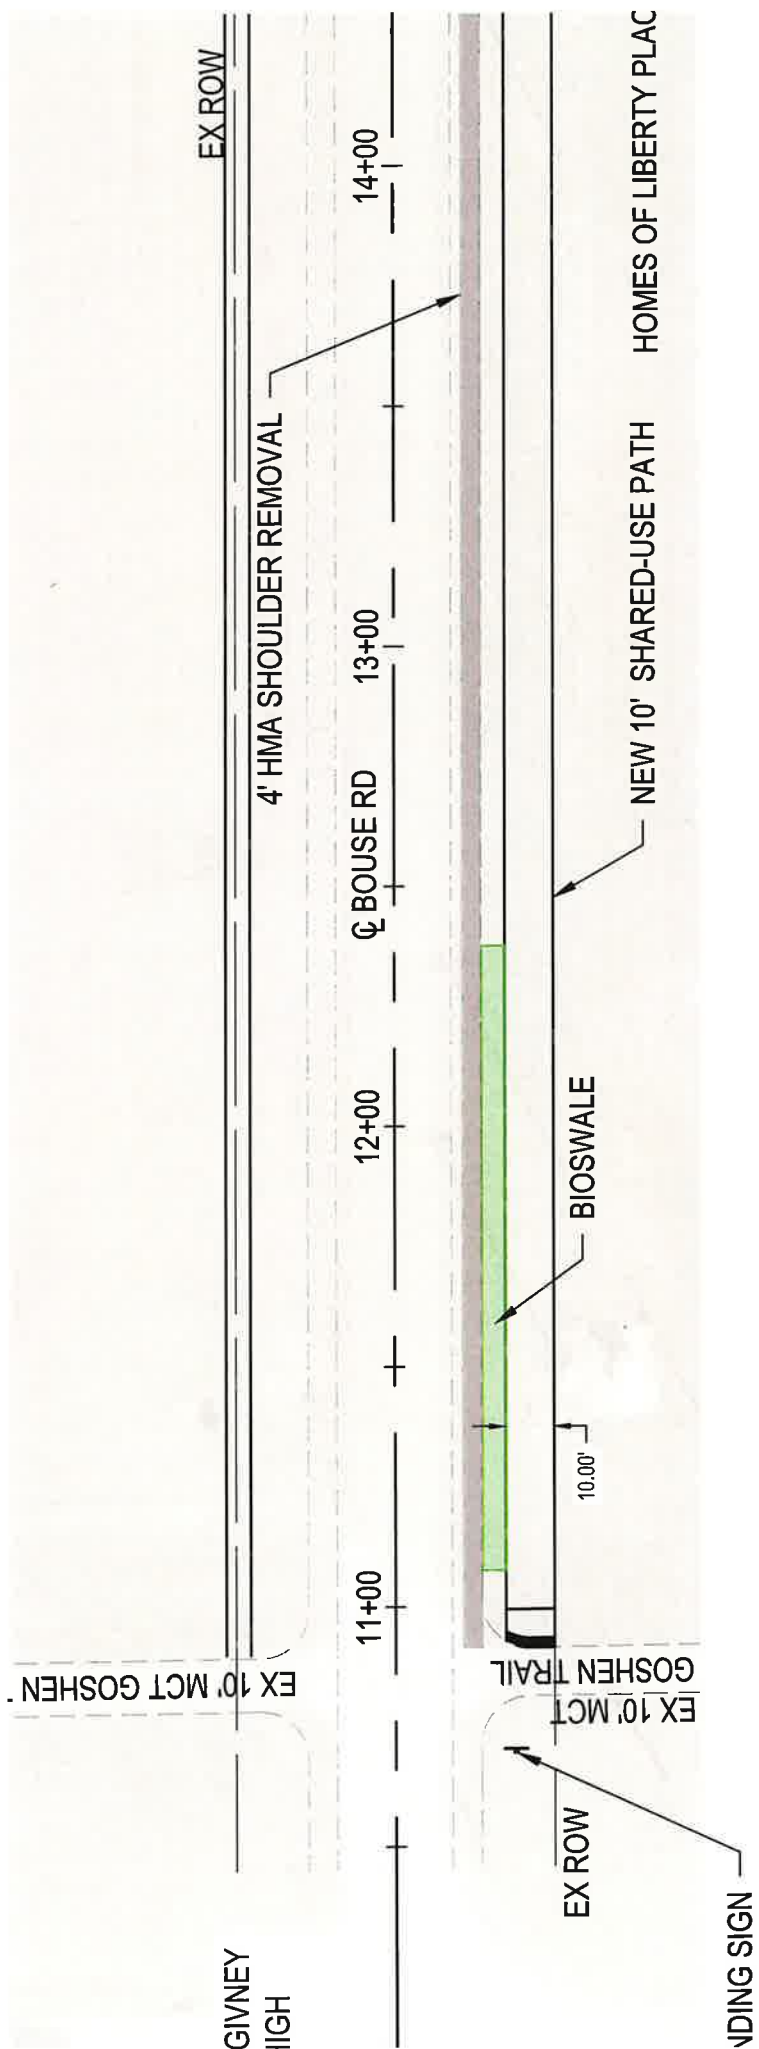 EX ROW
14+00
HOMES OF LIBERTY PLAC
4' HMA SHOULDER REMOVAL
13+00
NEW 10' SHARED-USE PATH
℄ BOUSE RD
12+00
BIOSWALE
10.00'
11+00
EX 10' MCT GOSHEN
EX 10' MCT
GOSHEN TRAIL
EX ROW
GIVNEY
IGH
NDING SIGN